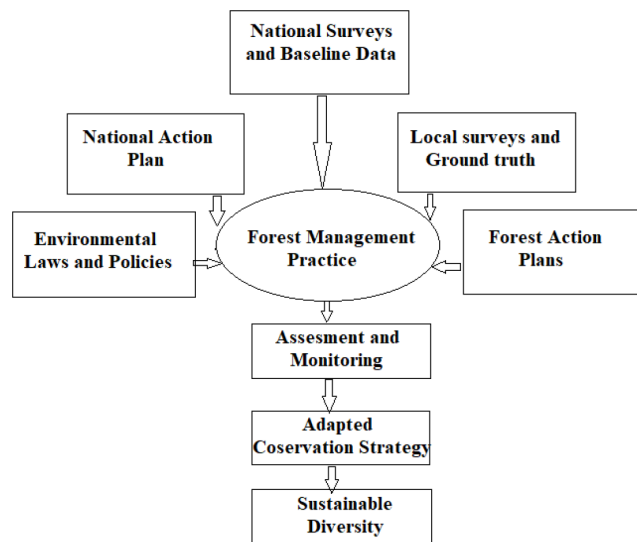 National Surveys
and Baseline Data
National Action
Plan
Local surveys and
Ground truth
Environmental
Laws and Policies
Forest Management
Practice
Forest Action
Plans
Assesment and
Monitoring
Adapted
Coservation Strategy
Sustainable
Diversity